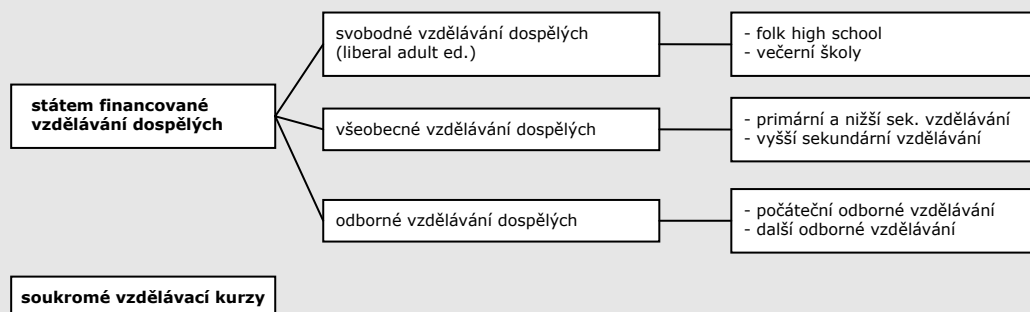 svobodné vzdělávání dospělých
(liberal adult ed.)
- folk high school
- večerní školy
státem financované
vzdělávání dospělých
všeobecné vzdělávání dospělých
- primární a nižší sek. vzdělávání
- vyšší sekundární vzdělávání
odborné vzdělávání dospělých
- počáteční odborné vzdělávání
- další odborné vzdělávání
soukromé vzdělávací kurzy